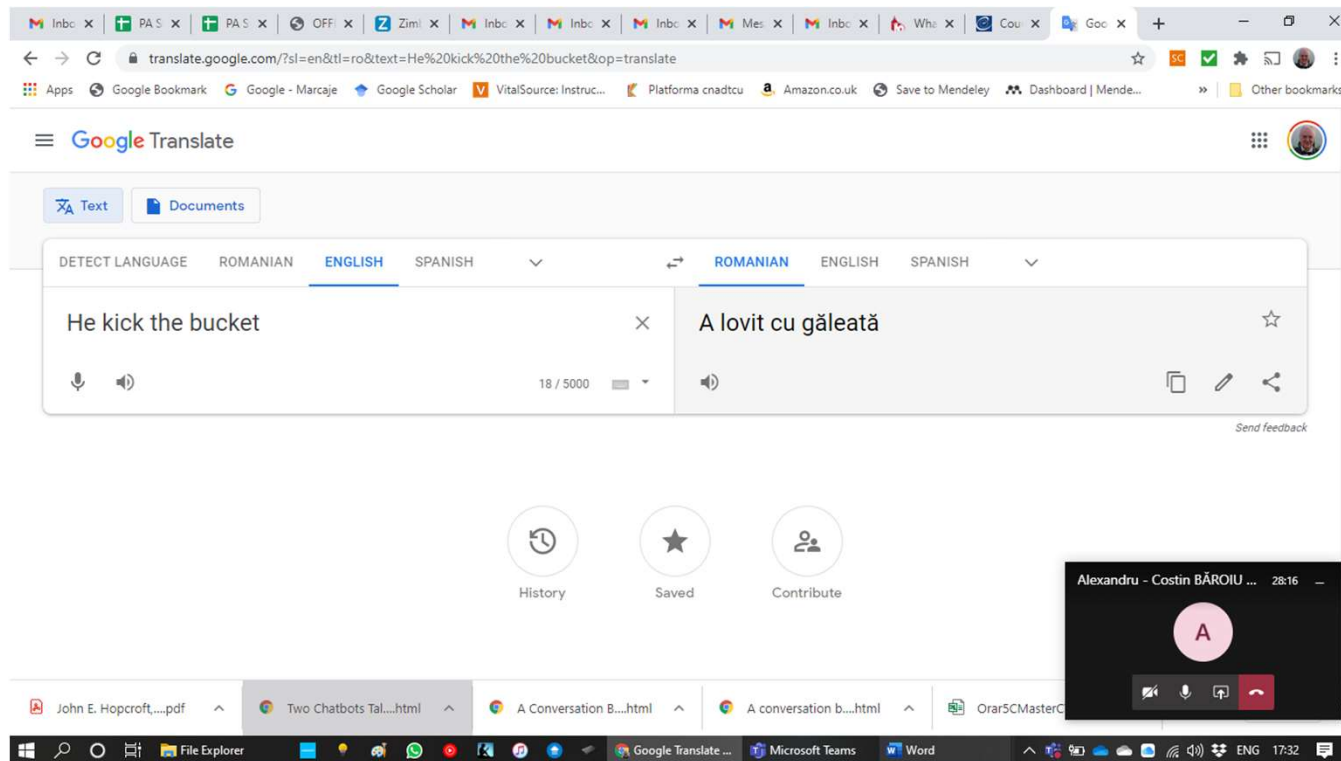 Inbo PA S PA S OFFI Zimb Inbo Inbo Inbo Mes Inbo Wha Cou Goo
translate.google.com/?sl=en&tl=ro&text=He%20kick%20the%20bucket&op=translate
Apps Google Bookmark Google - Marcaje Google Scholar VitalSource: Instruc... Platforma cnadtcu Amazon.co.uk Save to Mendeley Dashboard | Mende... » Other bookmarks
Google Translate
Text Documents
DETECT LANGUAGE ROMANIAN ENGLISH SPANISH ROMANIAN ENGLISH SPANISH
He kick the bucket A lovit cu găleată
18 / 5000
Send feedback
History Saved Contribute
Alexandru - Costin BĂROIU ... 28:16
A
John E. Hopcroft,....pdf Two Chatbots Tal....html A Conversation B....html A conversation b....html Orar5CMasterC
File Explorer Google Translate ... Microsoft Teams Word ENG 17:32